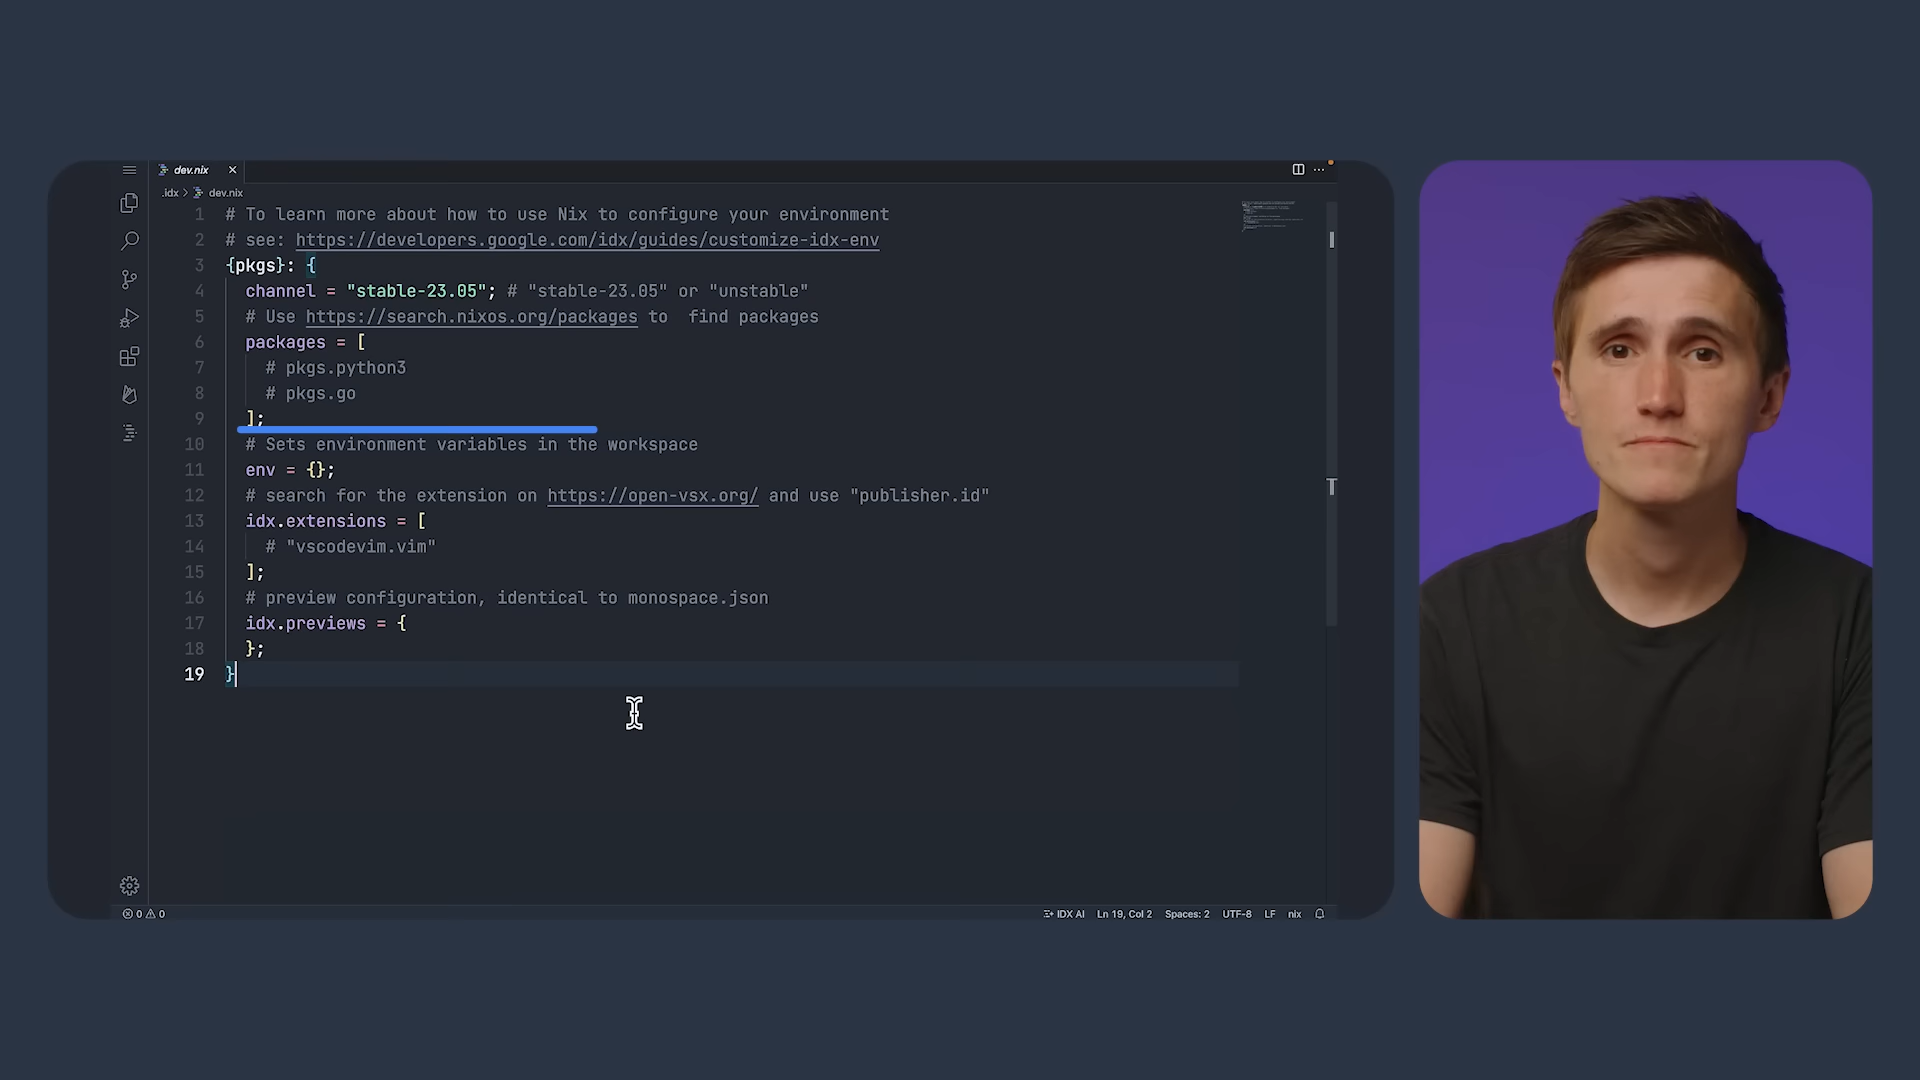 dev.nix
.idx > dev.nix
1 # To learn more about how to use Nix to configure your environment
2 # see: https://developers.google.com/idx/guides/customize-idx-env
3 {pkgs}: {
4 channel = "stable-23.05"; # "stable-23.05" or "unstable"
5 # Use https://search.nixos.org/packages to  find packages
6 packages = [
7 # pkgs.python3
8 # pkgs.go
9 ];
10 # Sets environment variables in the workspace
11 env = {};
12 # search for the extension on https://open-vsx.org/ and use "publisher.id"
13 idx.extensions = [
14 # "vscodevim.vim"
15 ];
16 # preview configuration, identical to monospace.json
17 idx.previews = {
18 };
19 }
0 0 IDX AI Ln 19, Col 2 Spaces: 2 UTF-8 LF nix